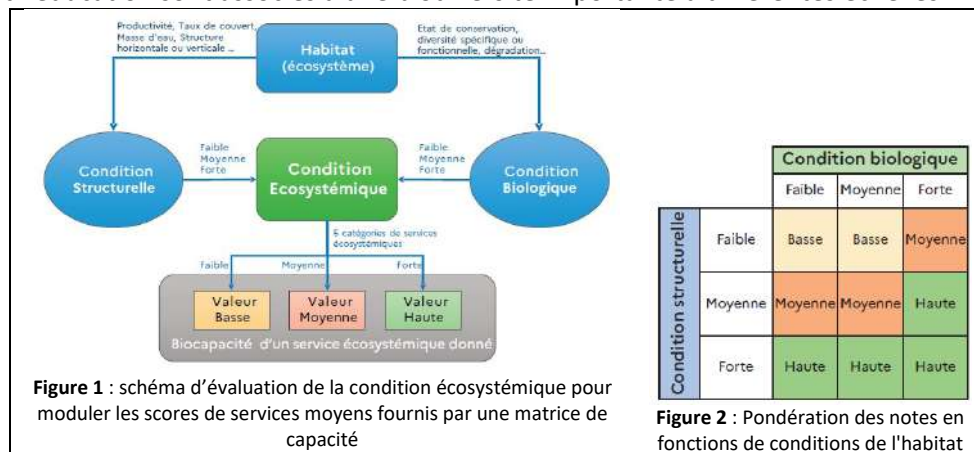 Productivité, Taux de couvert,
Masse d'eau, Structure
horizontale ou verticale ...
Habitat
(écosystème)
Etat de conservation,
diversité spécifique ou
fonctionnelle, dégradation...
Condition
Structurelle
Faible
Moyenne
Forte
Condition
Ecosystémique
Faible
Moyenne
Forte
Condition
Biologique
catégories de services
écosystémiques
Faible
Moyenne
Forte
Valeur
Basse
Valeur
Moyenne
Valeur
Haute
Biocapacité d'un service écosystémique donné
Figure 1 : schéma d'évaluation de la condition écosystémique pour
moduler les scores de services moyens fournis par une matrice de
capacité
Condition biologique
Faible Moyenne Forte
Condition structurelle
Faible Basse Basse Moyenne
Moyenne Moyenne Moyenne Haute
Forte Haute Haute Haute
Figure 2 : Pondération des notes en
fonctions de conditions de l'habitat